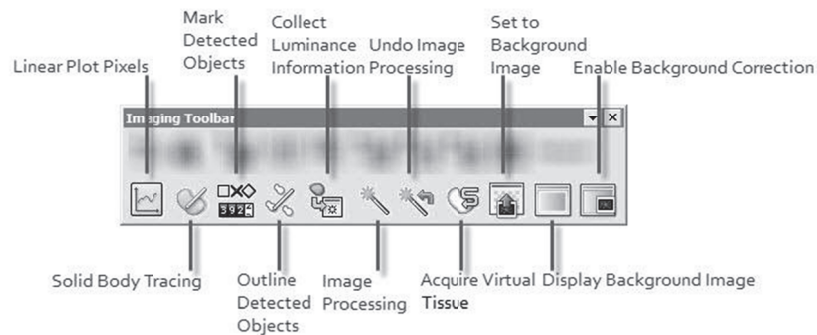 Mark
Detected
Objects
Collect
Luminance
Information
Undo Image
Processing
Set to
Background
Image
Linear Plot Pixels
Enable Background Correction
Imaging Toolbar
392
Solid Body Tracing
Outline
Detected
Objects
Image
Processing
Acquire Virtual
Tissue
Display Background Image